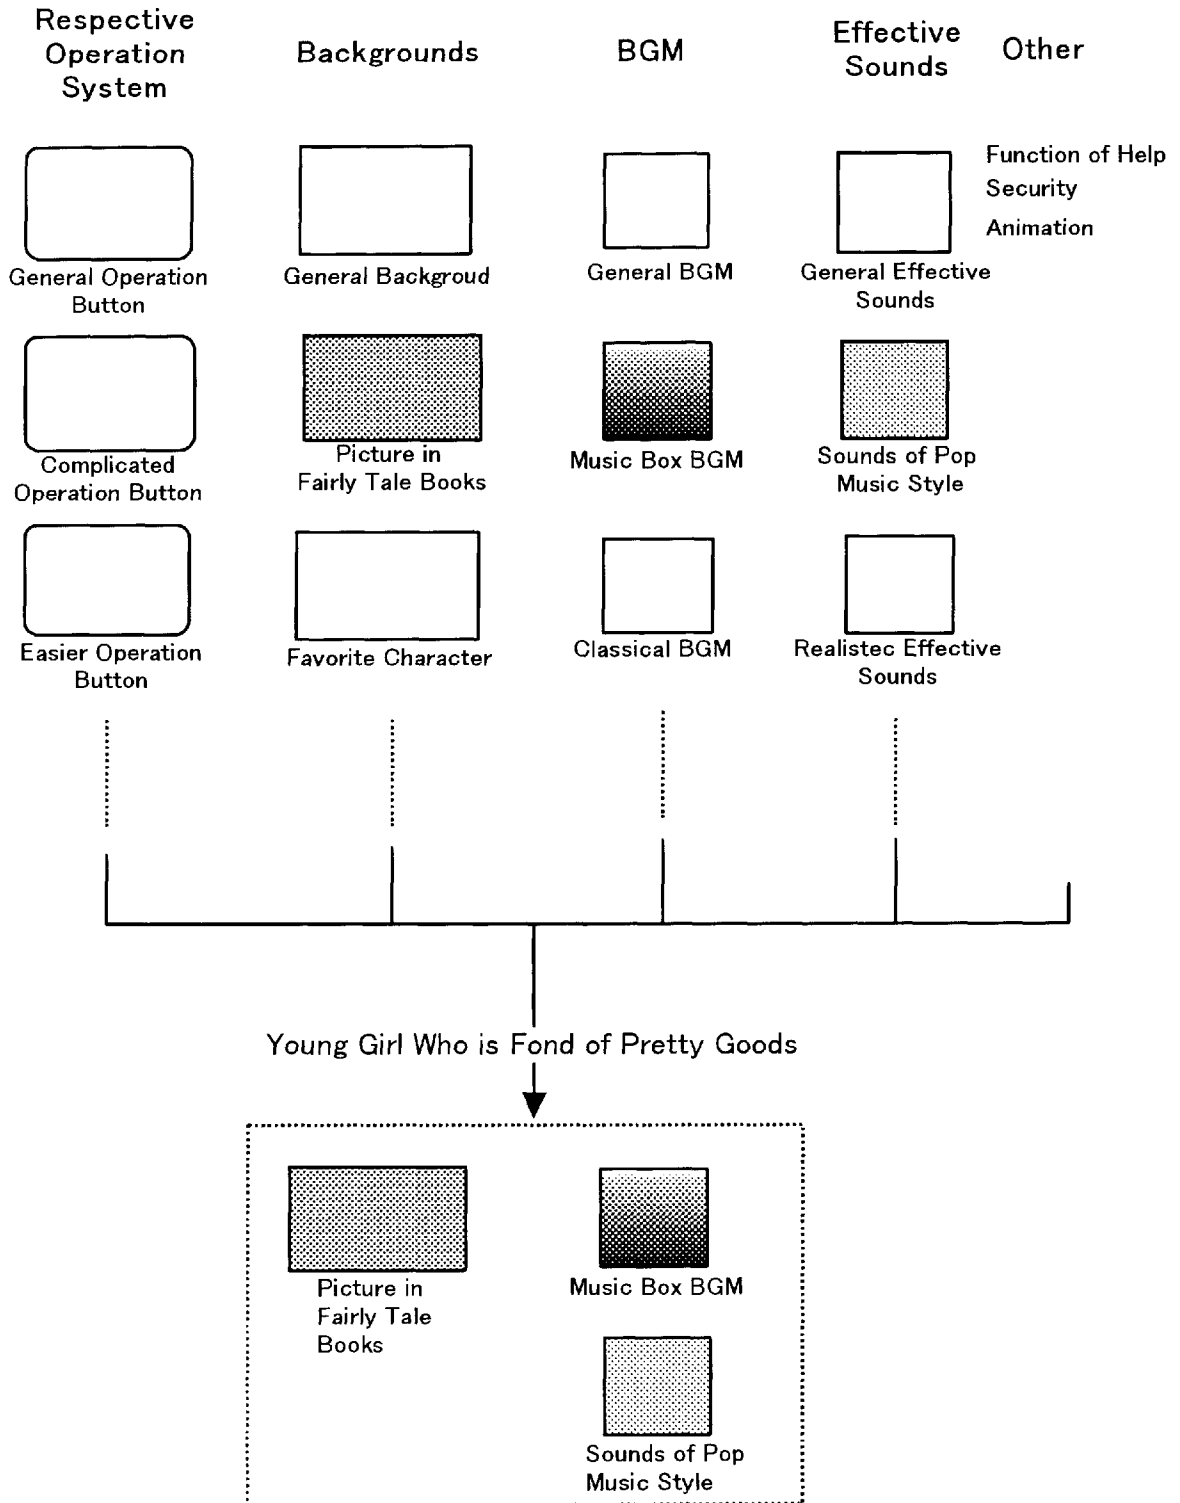 Respective
Operation
System
Backgrounds
BGM
Effective
Sounds
Other
General Operation
Button
General Backgroud
General BGM
General Effective
Sounds
Function of Help
Security
Animation
Complicated
Operation Button
Picture in
Fairly Tale Books
Music Box BGM
Sounds of Pop
Music Style
Easier Operation
Button
Favorite Character
Classical BGM
Realistec Effective
Sounds
Young Girl Who is Fond of Pretty Goods
Picture in
Fairly Tale
Books
Music Box BGM
Sounds of Pop
Music Style